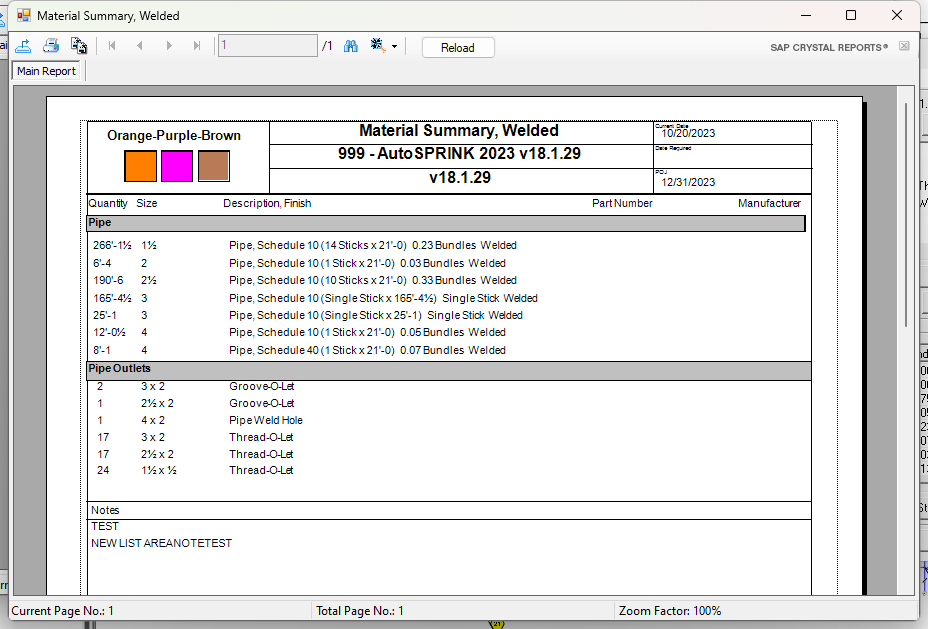 Material Summary, Welded
1 /1 Reload SAP CRYSTAL REPORTS®
Main Report
Orange-Purple-Brown
Material Summary, Welded
999 - AutoSPRINK 2023 v18.1.29
v18.1.29
Current Date
10/20/2023
Date Required
POJ
12/31/2023
Quantity Size Description, Finish Part Number Manufacturer
Pipe
266'-1½ 1½ Pipe, Schedule 10 (14 Sticks x 21'-0) 0.23 Bundles Welded
6'-4 2 Pipe, Schedule 10 (1 Stick x 21'-0) 0.03 Bundles Welded
190'-6 2½ Pipe, Schedule 10 (10 Sticks x 21'-0) 0.33 Bundles Welded
165'-4½ 3 Pipe, Schedule 10 (Single Stick x 165'-4½) Single Stick Welded
25'-1 3 Pipe, Schedule 10 (Single Stick x 25'-1) Single Stick Welded
12'-0½ 4 Pipe, Schedule 10 (1 Stick x 21'-0) 0.05 Bundles Welded
8'-1 4 Pipe, Schedule 40 (1 Stick x 21'-0) 0.07 Bundles Welded
Pipe Outlets
2 3 x 2 Groove-O-Let
1 2½ x 2 Groove-O-Let
1 4 x 2 Pipe Weld Hole
17 3 x 2 Thread-O-Let
17 2½ x 2 Thread-O-Let
24 1½ x ½ Thread-O-Let
Notes
TEST
NEW LIST AREANOTETEST
Current Page No.: 1 Total Page No.: 1 Zoom Factor: 100%
21